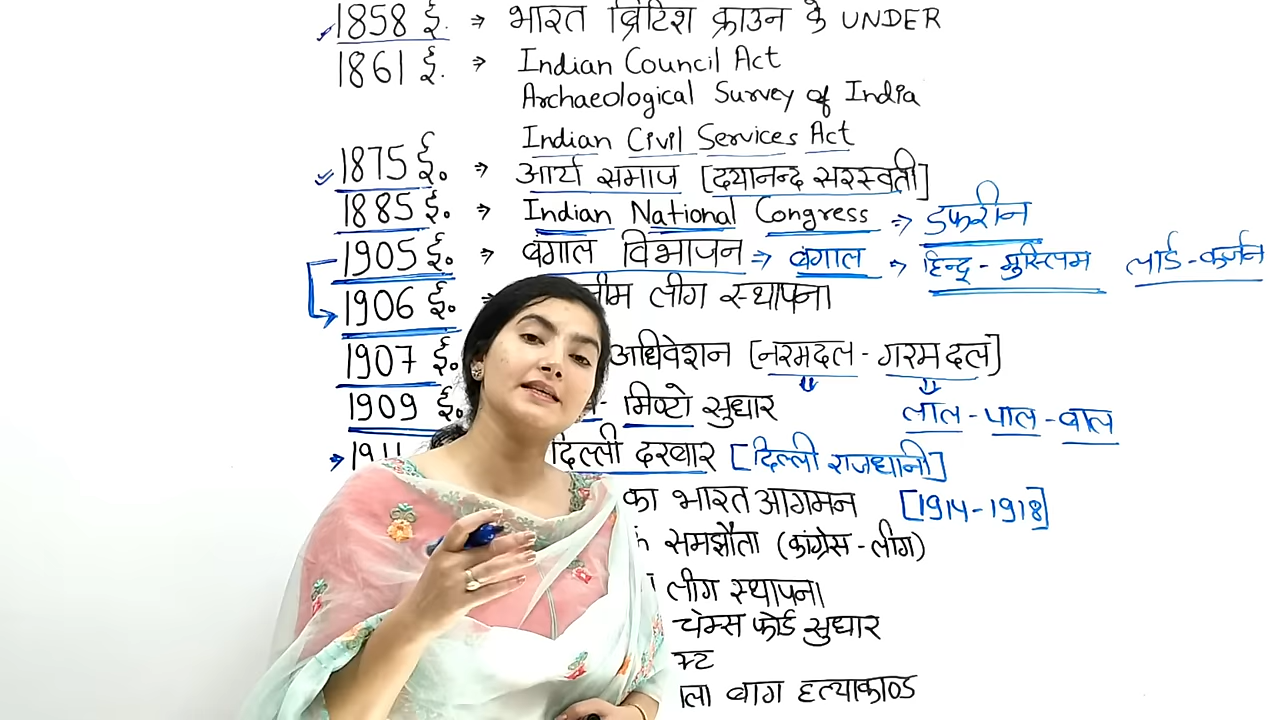 1858 ई. → भारत ब्रिटिश क्राउन के UNDER
1861 ई. → Indian Council Act
Archaeological Survey of India
Indian Civil Services Act
1875 ई. → आर्य समाज [दयानन्द सरस्वती]
1885 ई. → Indian National Congress → डफरीन
1905 ई. → बंगाल विभाजन → बंगाल → हिन्दू - मुस्लिम लार्ड-कर्जन
1906 ई. लीग स्थापना
1907 ई. अधिवेशन [नरमदल - गरमदल]
1909 ई. - मिण्टो सुधार लाल - पाल - बाल
दिल्ली दरबार [दिल्ली राजधानी]
का भारत आगमन [1914-1918]
समझौता (कांग्रेस - लीग)
लीग स्थापना
चेम्स फोर्ड सुधार
बाग हत्याकाण्ड